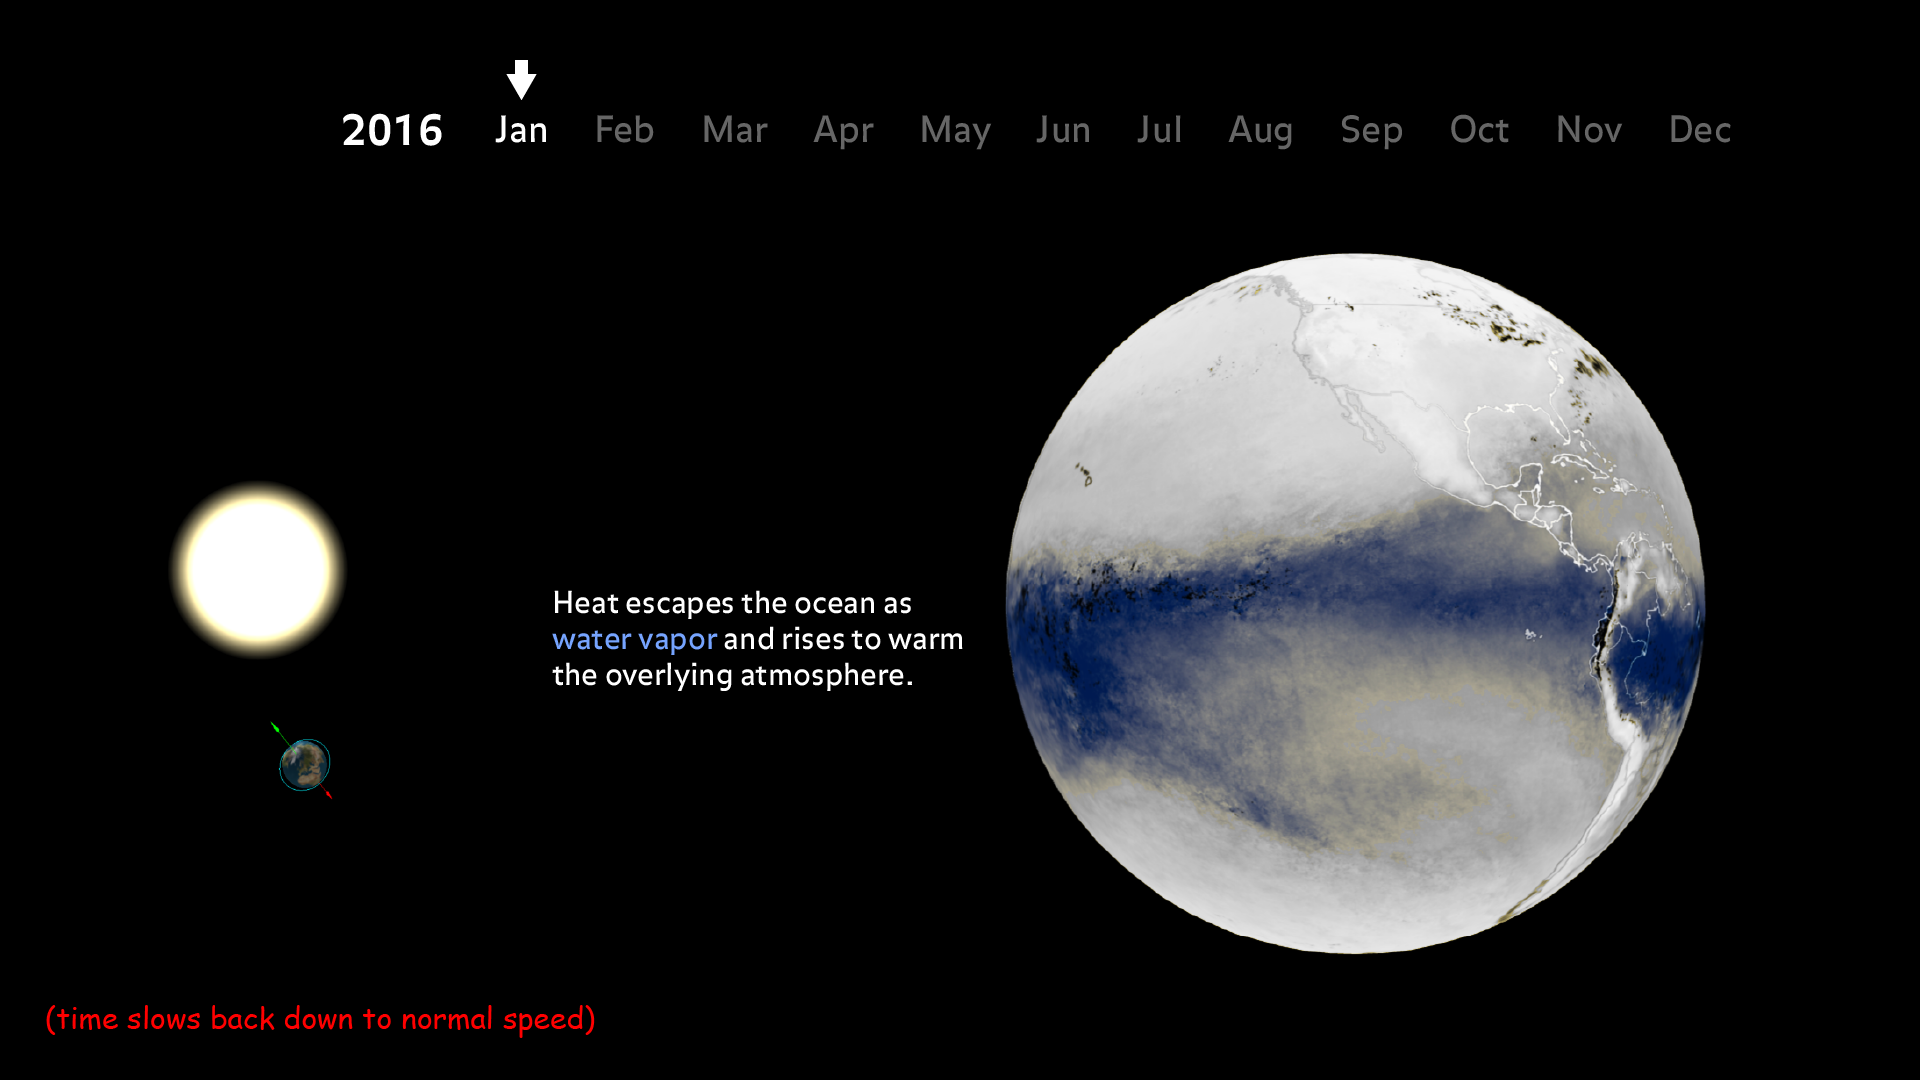 2016 Jan Feb Mar Apr May Jun Jul Aug Sep Oct Nov Dec
Heat escapes the ocean as
water vapor and rises to warm
the overlying atmosphere.
(time slows back down to normal speed)